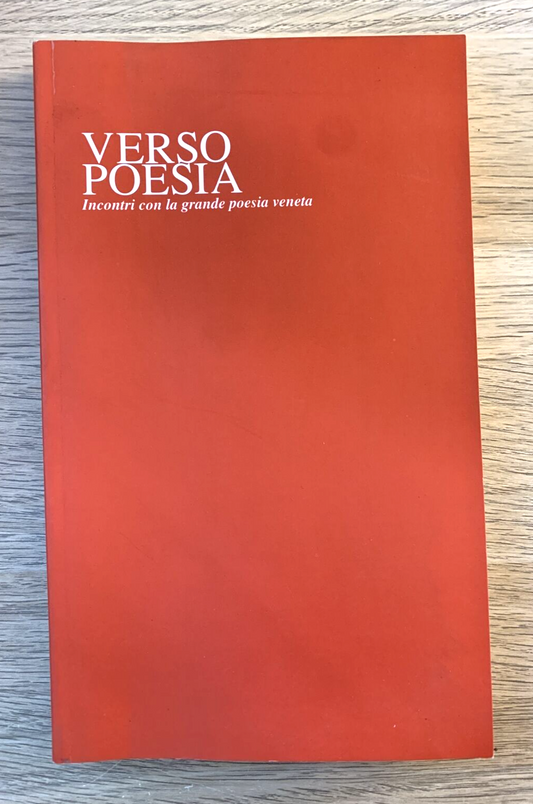 VERSO
POESIA
Incontri con la grande poesia veneta